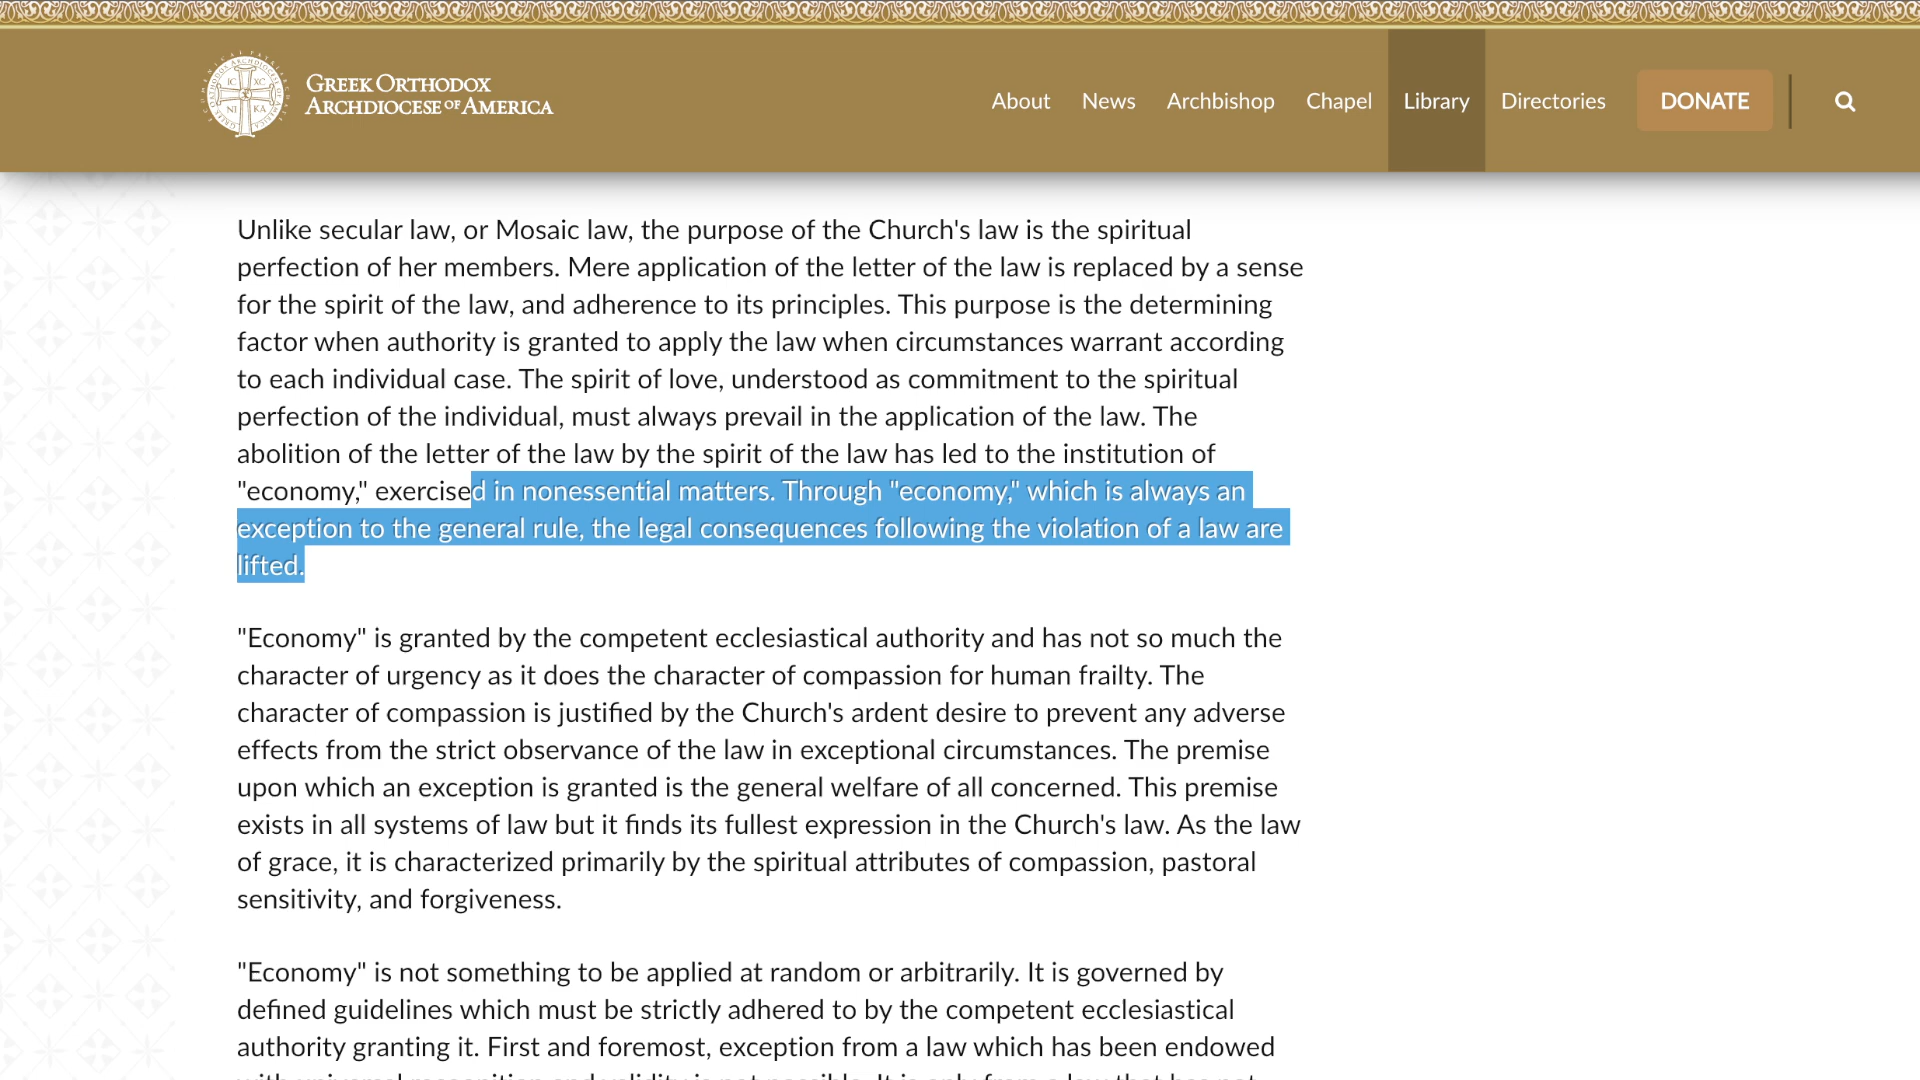 GREEK ORTHODOX
ARCHDIOCESE OF AMERICA
IC XC
NI KA
About News Archbishop Chapel Library Directories DONATE
Unlike secular law, or Mosaic law, the purpose of the Church's law is the spiritual
perfection of her members. Mere application of the letter of the law is replaced by a sense
for the spirit of the law, and adherence to its principles. This purpose is the determining
factor when authority is granted to apply the law when circumstances warrant according
to each individual case. The spirit of love, understood as commitment to the spiritual
perfection of the individual, must always prevail in the application of the law. The
abolition of the letter of the law by the spirit of the law has led to the institution of
"economy," exercised in nonessential matters. Through "economy," which is always an
exception to the general rule, the legal consequences following the violation of a law are
lifted.
"Economy" is granted by the competent ecclesiastical authority and has not so much the
character of urgency as it does the character of compassion for human frailty. The
character of compassion is justified by the Church's ardent desire to prevent any adverse
effects from the strict observance of the law in exceptional circumstances. The premise
upon which an exception is granted is the general welfare of all concerned. This premise
exists in all systems of law but it finds its fullest expression in the Church's law. As the law
of grace, it is characterized primarily by the spiritual attributes of compassion, pastoral
sensitivity, and forgiveness.
"Economy" is not something to be applied at random or arbitrarily. It is governed by
defined guidelines which must be strictly adhered to by the competent ecclesiastical
authority granting it. First and foremost, exception from a law which has been endowed